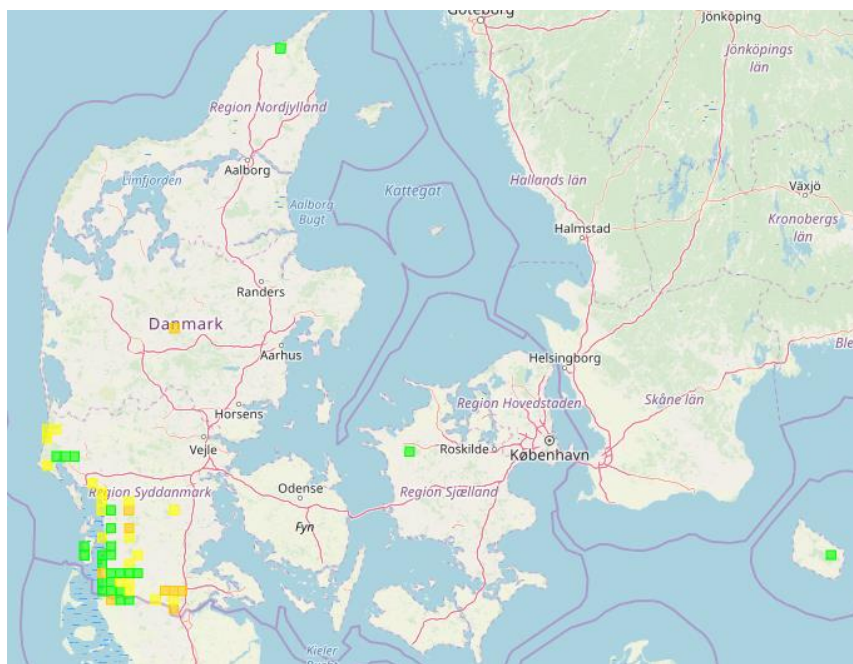 Göteborg
Jönköping
Jönköpings
län
Region Nordjylland
Aalborg
Limfjorden
Aalborg
Bugt
Kattegat
Hallands län
Växjö
Kronobergs
län
Halmstad
Randers
Danmark
Aarhus
Helsingborg
Horsens
Region Hovedstaden
Skåne län
Vejle
Roskilde
København
Region Syddanmark
Odense
Region Sjælland
Fyn
Kieler